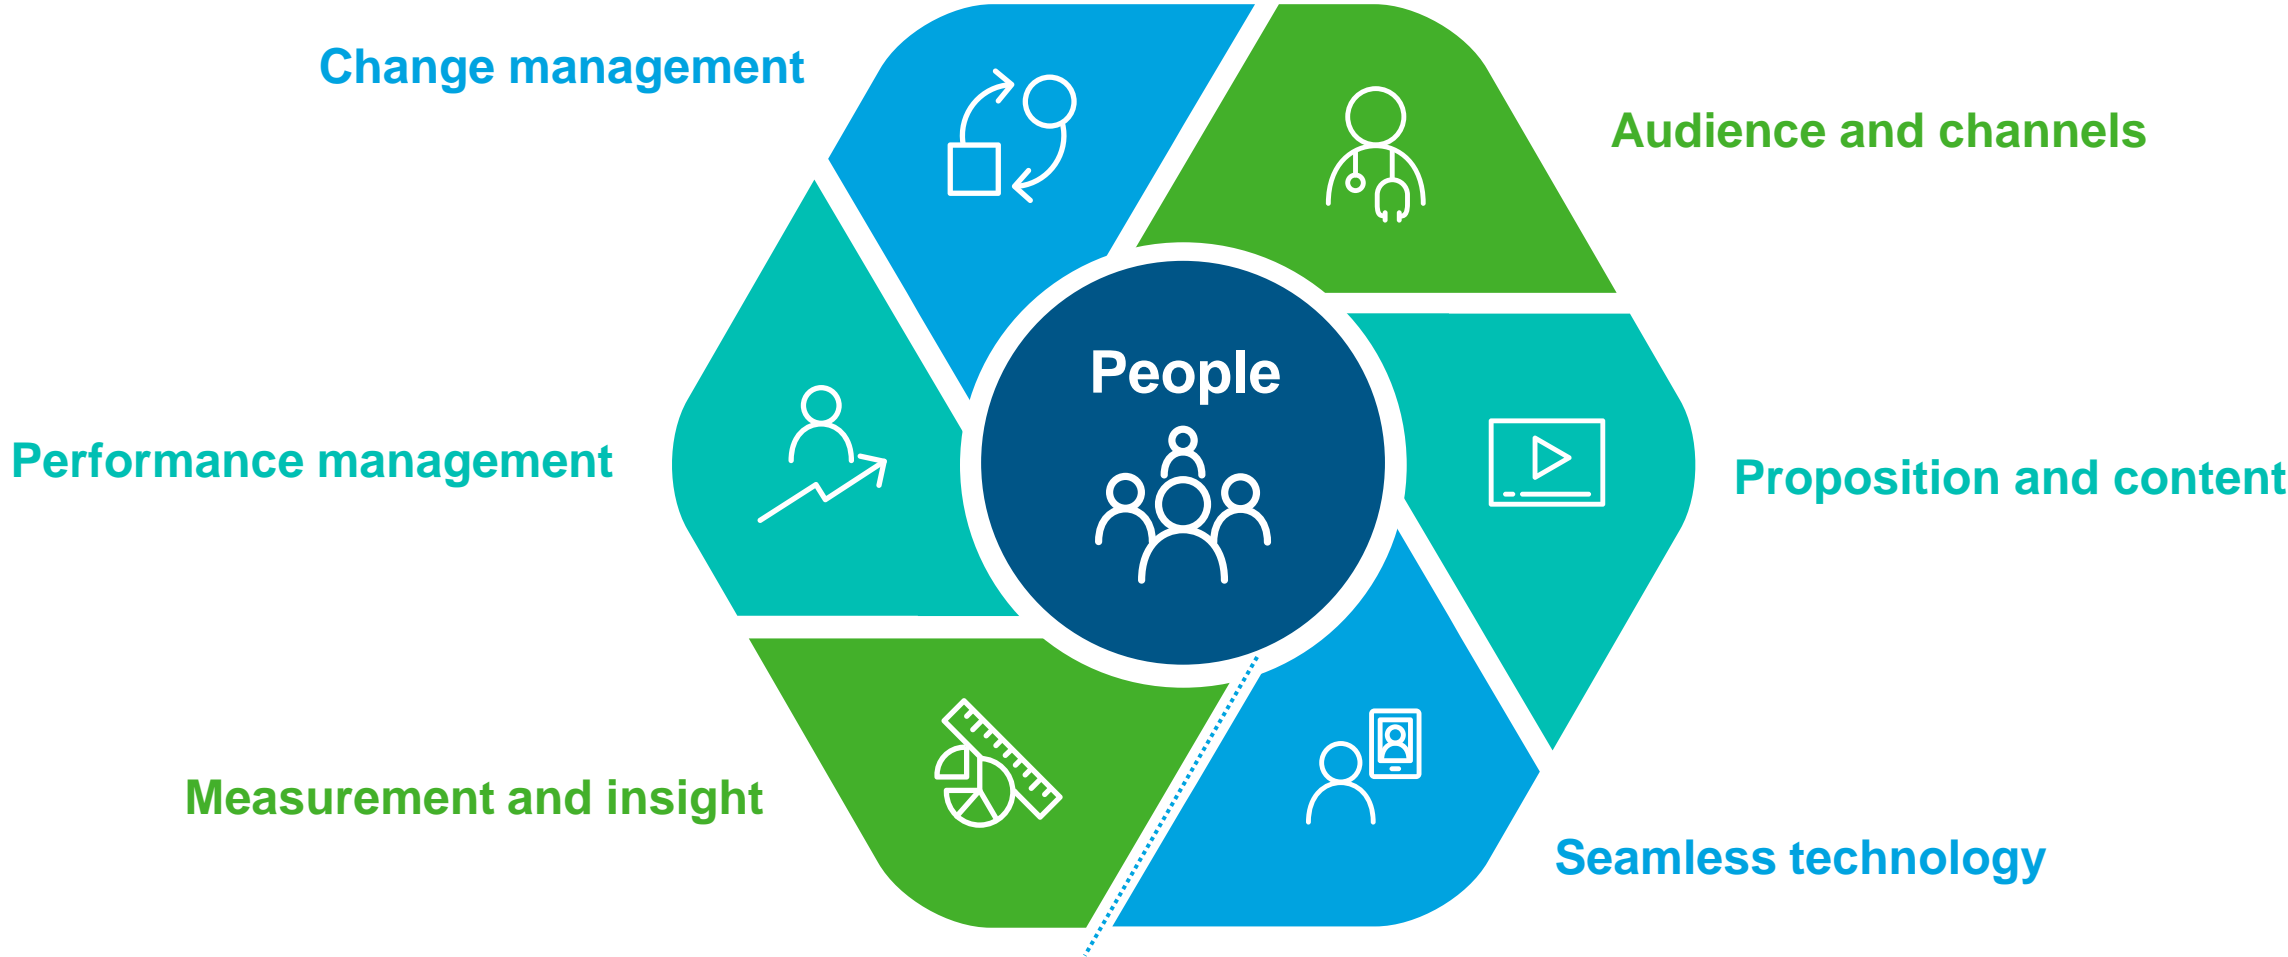 Change management
Audience and channels
People
Performance management
Proposition and content
Measurement and insight
Seamless technology